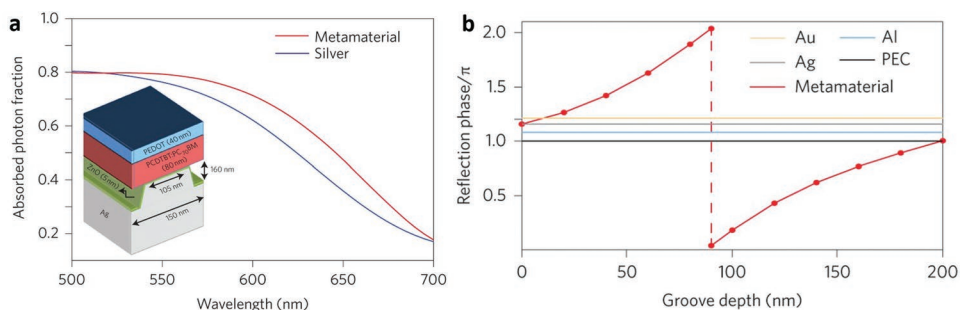 a
Absorbed photon fraction
1.0
0.8
0.6
0.4
0.2
500
550
600
650
700
Wavelength (nm)
Metamaterial
Silver
PEDOT (40 nm)
PCDTBT:PC₇₀BM
(80 nm)
ZnO (5 nm)
160 nm
105 nm
150 nm
Ag
b
Reflection phase/π
2.0
1.5
1.0
0.5
0
50
100
150
200
Groove depth (nm)
Au
Ag
Metamaterial
Al
PEC